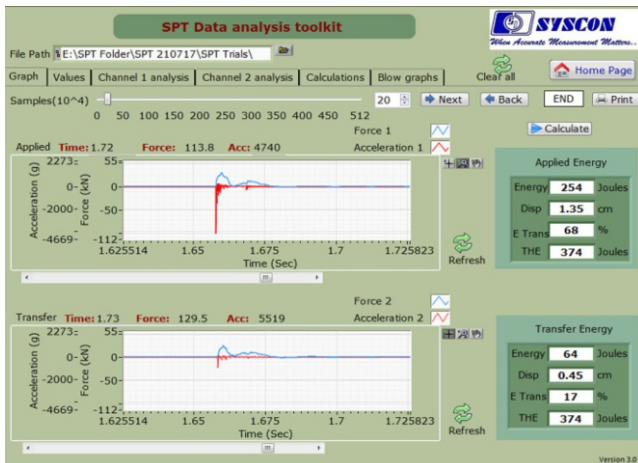 SPT Data analysis toolkit
SYSCON
When Accurate Measurement Matters..
File Path E:\SPT Folder\SPT 210717\SPT Trials\
Clear all
Home Page
Graph Values Channel 1 analysis Channel 2 analysis Calculations Blow graphs
Samples(10^4) 20 Next Back END Print
0 50 100 150 200 250 300 350 400 450 512
Force 1
Calculate
Applied Time: 1.72 Force: 113.8 Acc: 4740 Acceleration 1
2273 55
0 0
-2000 -50
-4669 -112
Acceleration (g)
Force (kN)
1.625514 1.65 1.675 1.7 1.725823
Time (Sec)
Refresh
Applied Energy
Energy 254 Joules
Disp 1.35 cm
E Trans 68 %
THE 374 Joules
Force 2
Transfer Time: 1.73 Force: 129.5 Acc: 5519 Acceleration 2
2273 55
0 0
-2000 -50
-4669 -112
Acceleration (g)
Force (kN)
1.625514 1.65 1.675 1.7 1.725823
Time (Sec)
Refresh
Transfer Energy
Energy 64 Joules
Disp 0.45 cm
E Trans 17 %
THE 374 Joules
Version 3.0